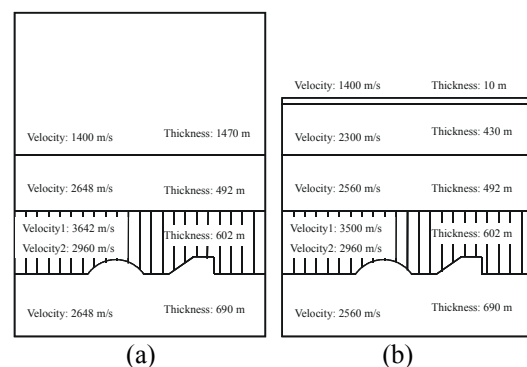 Velocity: 1400 m/s Thickness: 1470 m
Velocity: 2648 m/s Thickness: 492 m
Velocity1: 3642 m/s
Thickness: 602 m
Velocity2: 2960 m/s
Velocity: 2648 m/s Thickness: 690 m
(a)
Velocity: 1400 m/s Thickness: 10 m
Velocity: 2300 m/s Thickness: 430 m
Velocity: 2560 m/s Thickness: 492 m
Velocity1: 3500 m/s
Thickness: 602 m
Velocity2: 2960 m/s
Velocity: 2560 m/s Thickness: 690 m
(b)